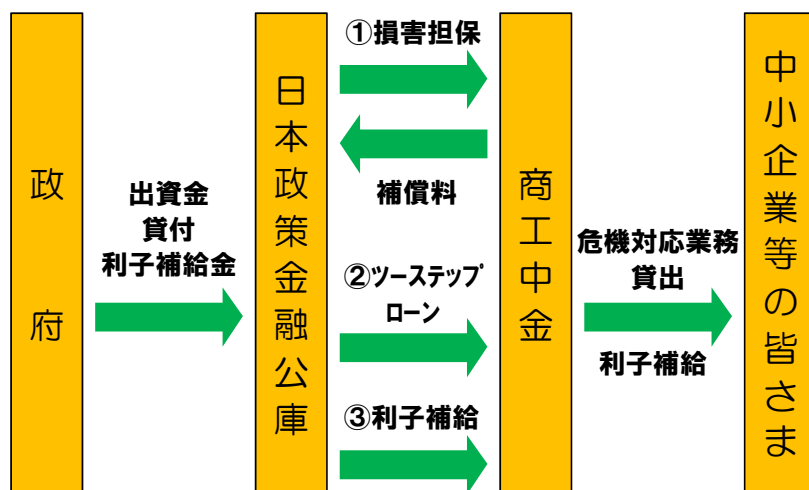 政府
出資金
貸付
利子補給金
日本政策金融公庫
①損害担保
補償料
②ツーステップ
ローン
③利子補給
商工中金
危機対応業務
貸出
利子補給
中小企業等の皆さま